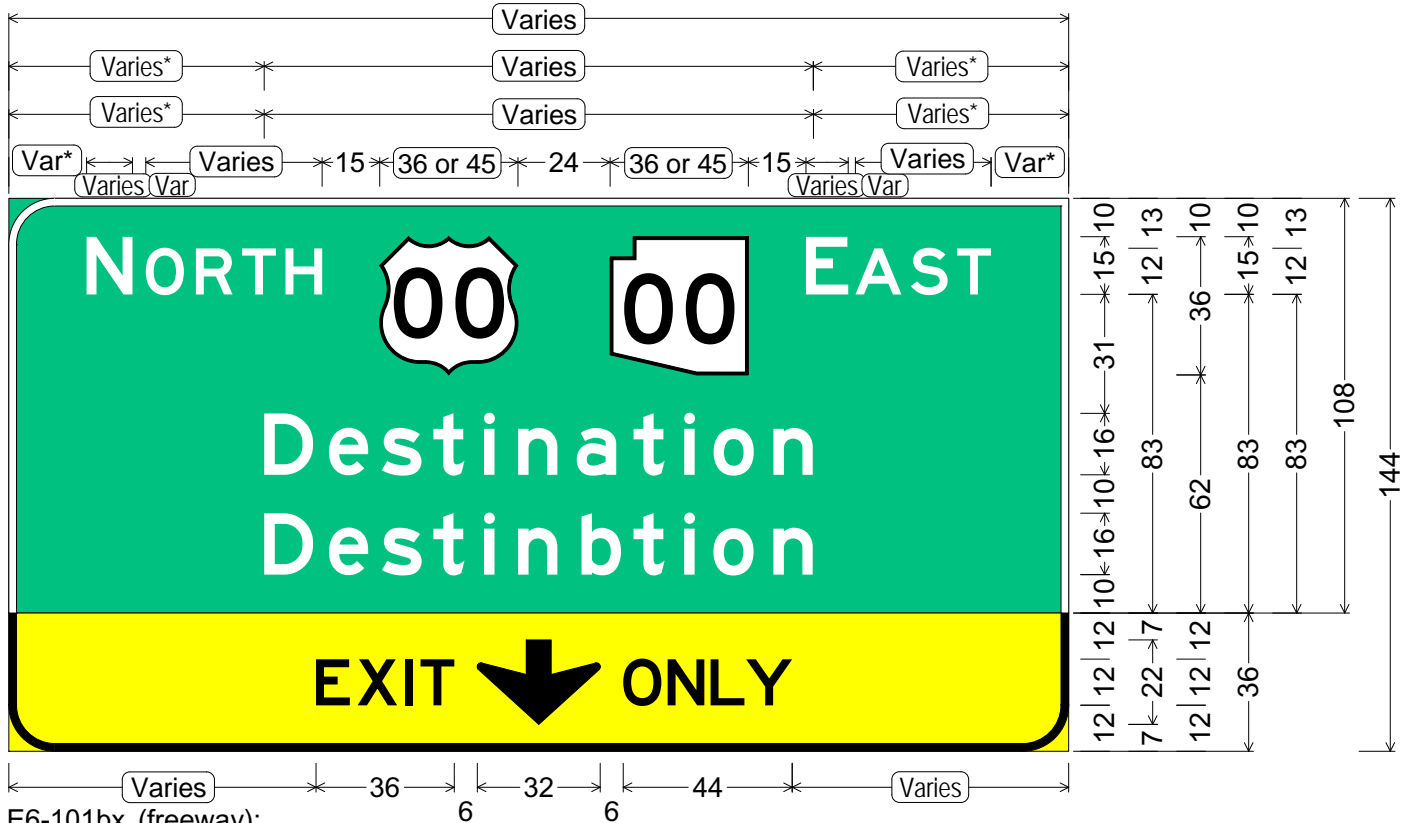 Varies
Varies* Varies Varies*
Varies* Varies Varies*
Var* Varies 15 36 or 45 24 36 or 45 15 Varies Var*
Varies Var Varies Var
NORTH 00 00 EAST
Destination
Destinbtion
EXIT ONLY
10 13 10 10 13
15 12 36 15 12
31 83 62 83 83 108 144
16
10
16
10
12 7 12
12 22 12 36
12 7 12
Varies 36 32 44 Varies
6 6
E6-101bx (freeway):